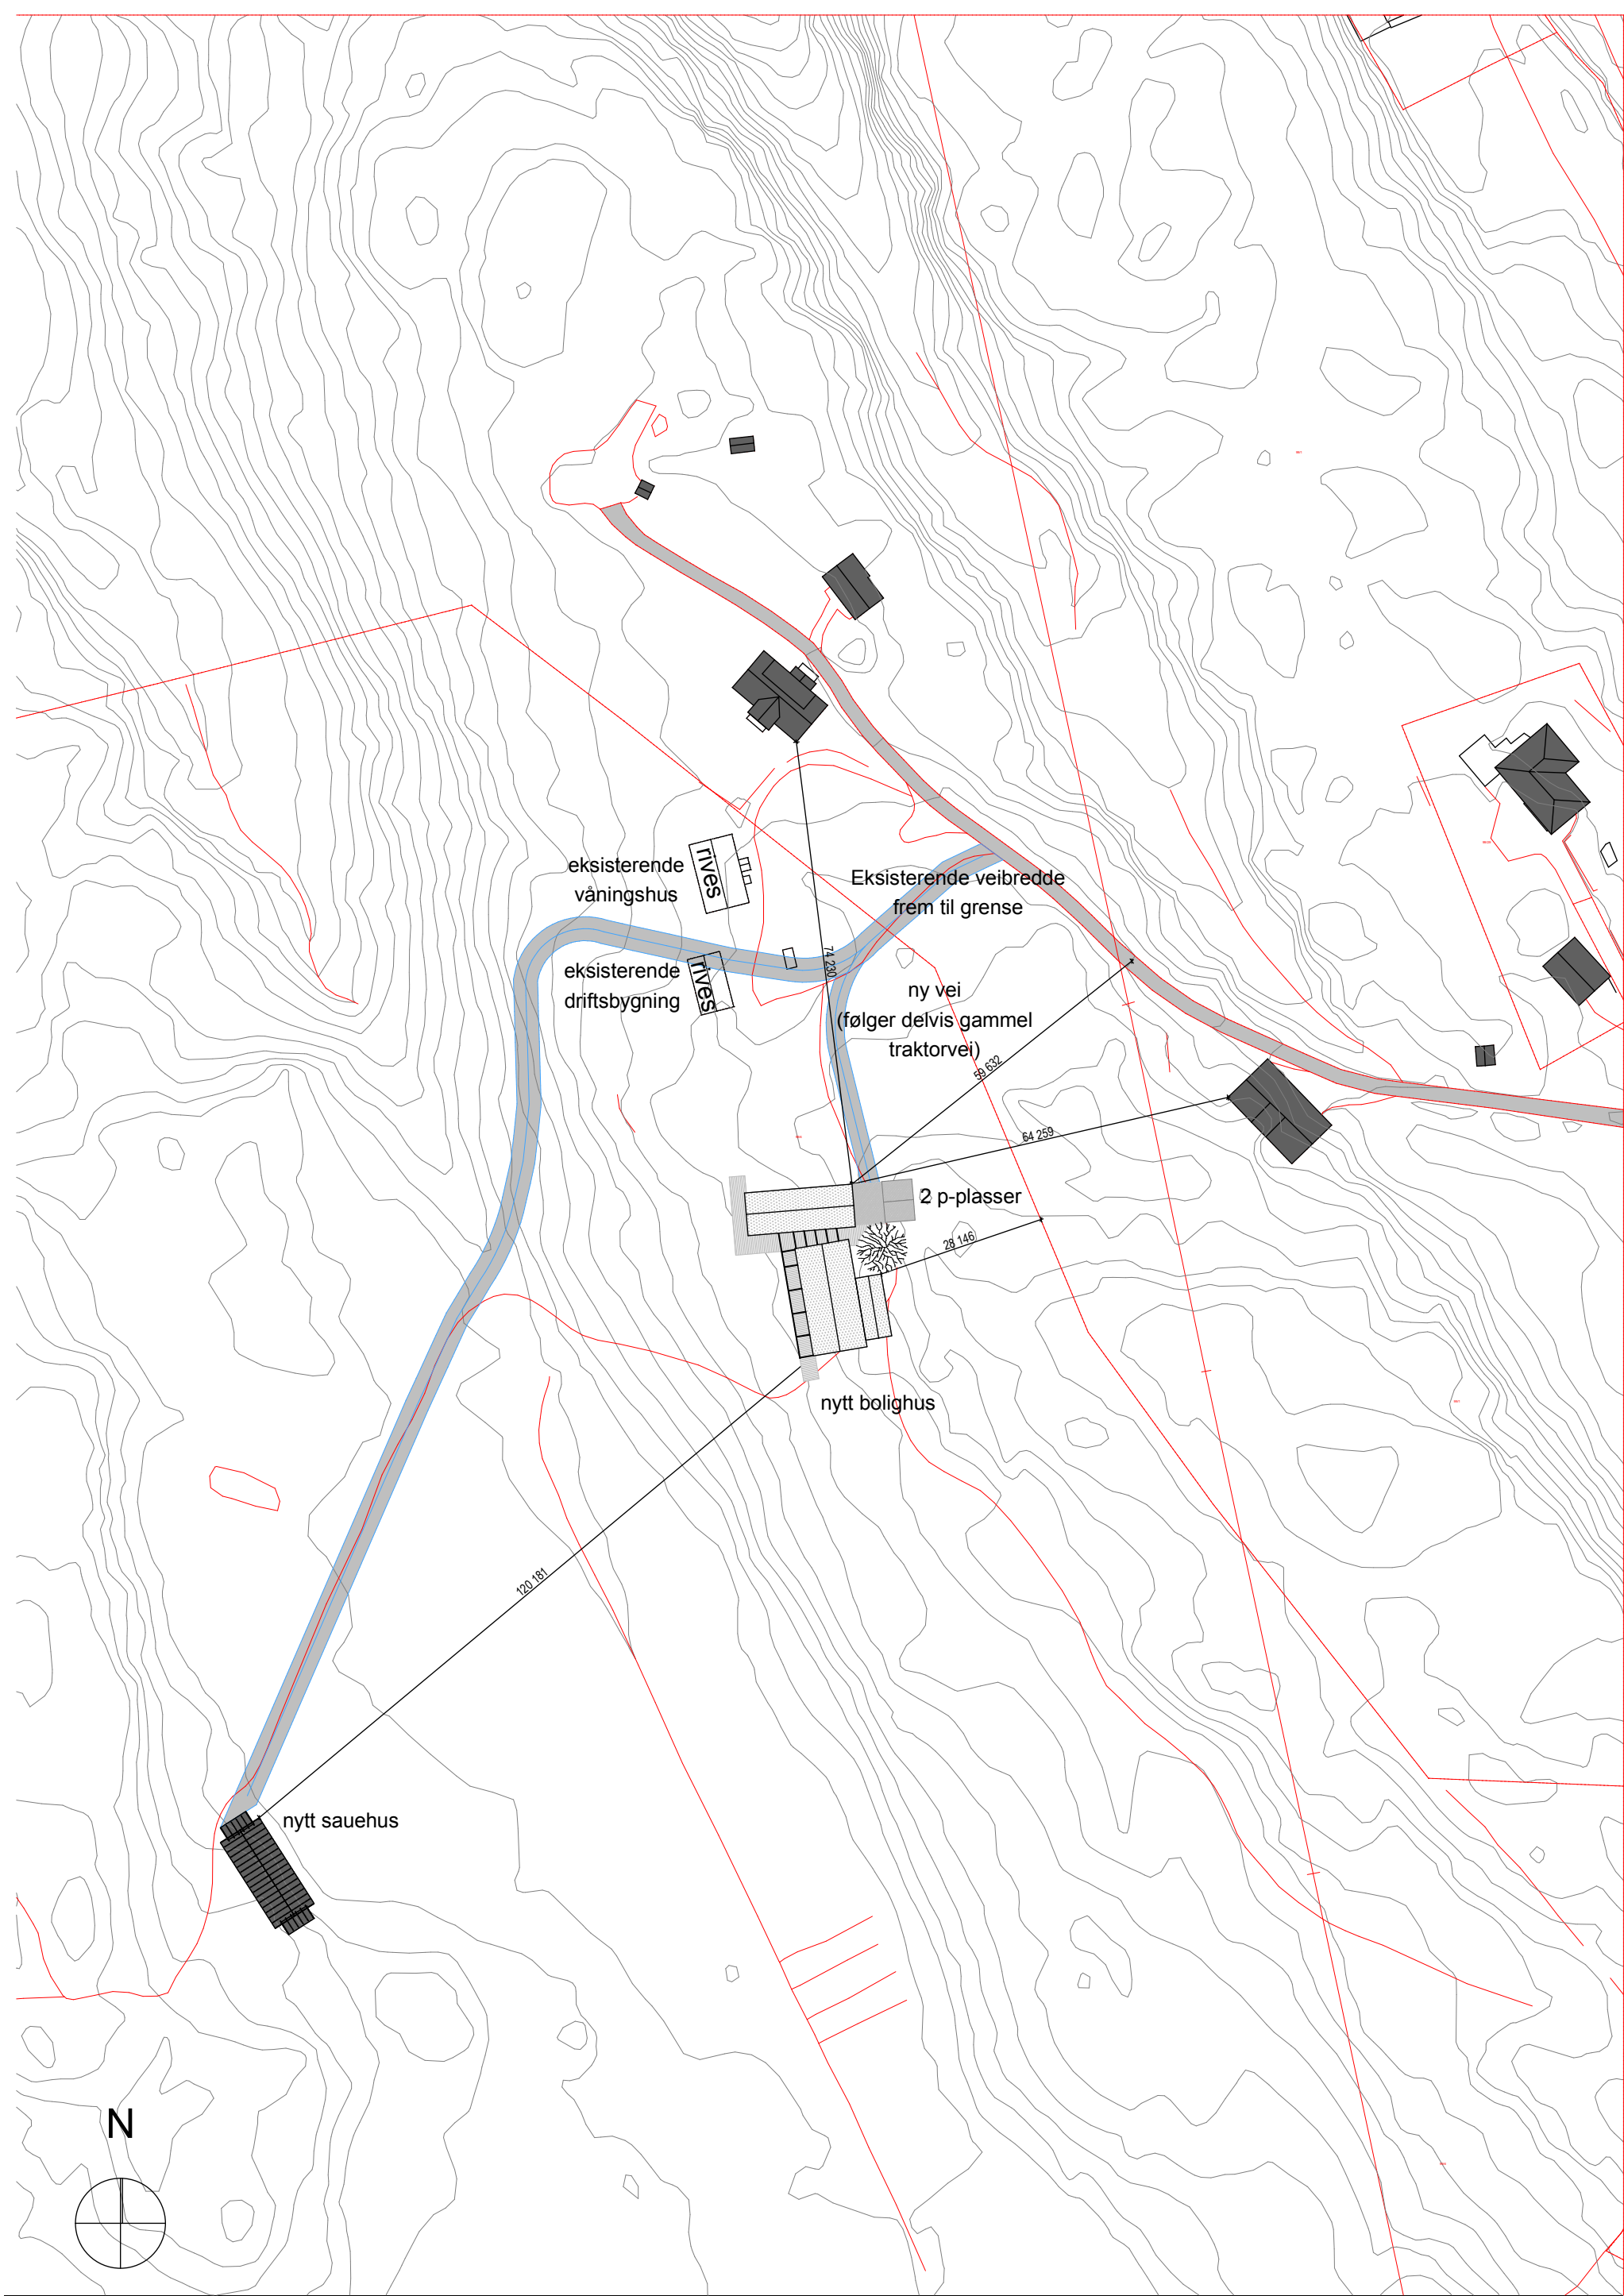 eksisterende
våningshus
rives
Eksisterende veibredde
frem til grense
eksisterende
driftsbygning
rives
74 230
ny vei
(følger delvis gammel
traktorvei)
59 632
64 259
2 p-plasser
28 146
nytt bolighus
120 181
nytt sauehus
N